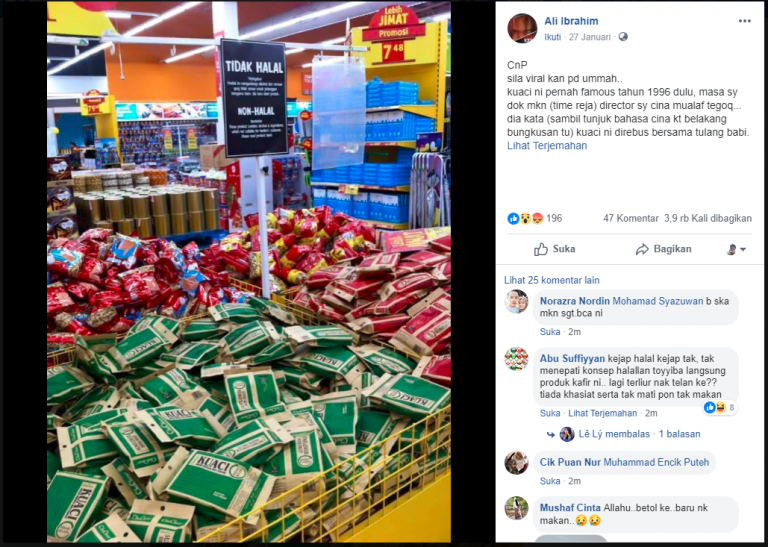 Lebih
JIMAT
Promosi
7 48
TIDAK HALAL
NON-HALAL
KUACI
KUACI
KUACI
KUACI
Ali Ibrahim
Ikuti · 27 Januari ·
CnP
sila viral kan pd ummah..
kuaci ni pernah famous tahun 1996 dulu, masa sy
dok mkn (time reja) director sy cina mualaf tegoq...
dia kata (sambil tunjuk bahasa cina kt belakang
bungkusan tu) kuaci ni direbus bersama tulang babi.
Lihat Terjemahan
196
47 Komentar 3,9 rb Kali dibagikan
Suka Bagikan
Lihat 25 komentar lain
Norazra Nordin Mohamad Syazuwan b ska
mkn sgt.bca ni
Suka · 2m
Abu Suffiyyan kejap halal kejap tak, tak
menepati konsep halallan toyyiba langsung
produk kafir ni.. lagi terliur nak telan ke??
tiada khasiat serta tak mati pon tak makan
8
Suka · Lihat Terjemahan · 2m
Lê Lý membalas · 1 balasan
Cik Puan Nur Muhammad Encik Puteh
Suka · 2m
Mushaf Cinta Allahu..betol ke..baru nk
makan..